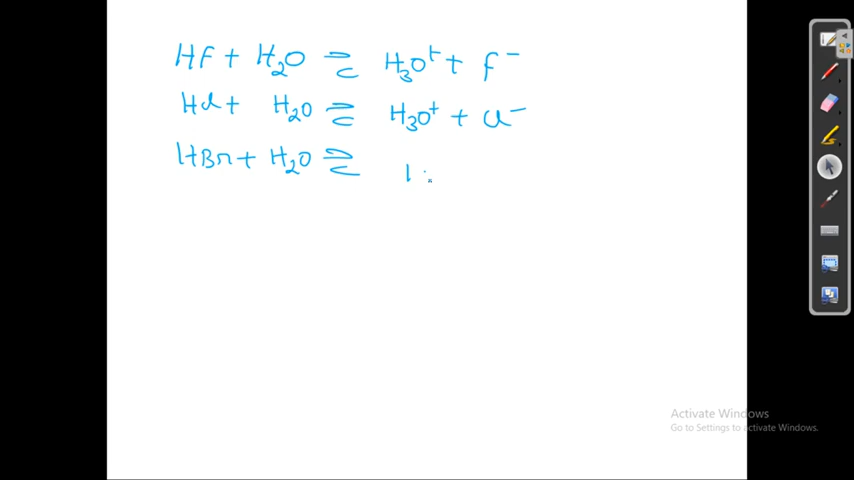 HF + H₂O ⇌ H₃O⁺ + F⁻
HCl + H₂O ⇌ H₃O⁺ + Cl⁻
HBr + H₂O ⇌
Activate Windows
Go to Settings to activate Windows.